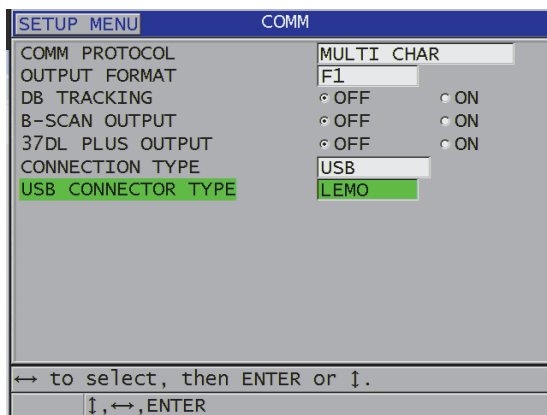 SETUP MENU COMM
COMM PROTOCOL MULTI CHAR
OUTPUT FORMAT F1
DB TRACKING OFF ON
B-SCAN OUTPUT OFF ON
37DL PLUS OUTPUT OFF ON
CONNECTION TYPE USB
USB CONNECTOR TYPE LEMO
↔ to select, then ENTER or ↕.
↕,↔,ENTER